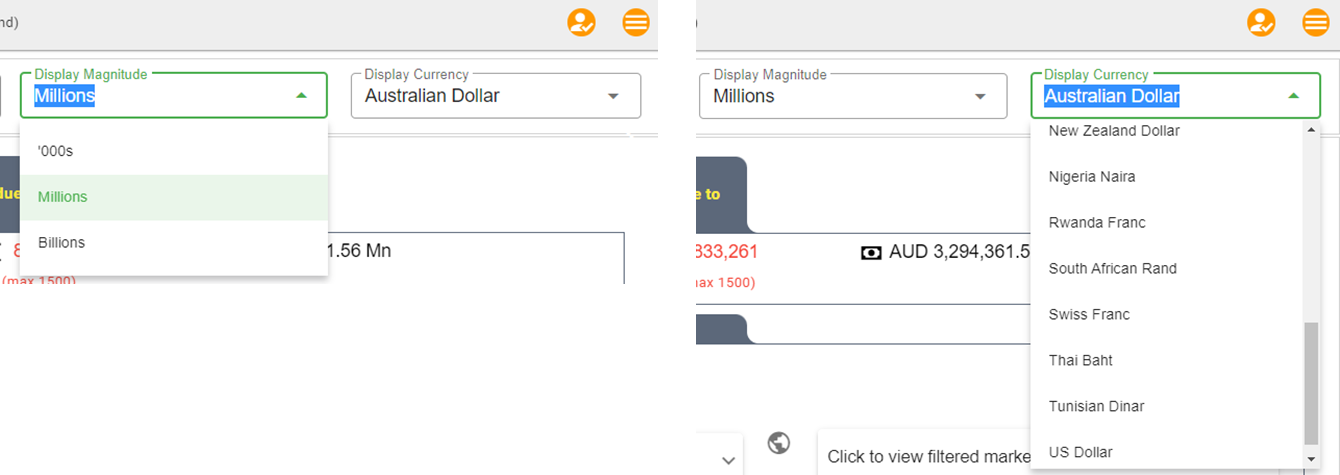 nd)
Display Magnitude
Millions
Display Currency
Australian Dollar
'000s
Millions
Billions
due
8
1.56 Mn
(max 1500)
)
Display Magnitude
Millions
Display Currency
Australian Dollar
New Zealand Dollar
Nigeria Naira
Rwanda Franc
South African Rand
Swiss Franc
Thai Baht
Tunisian Dinar
US Dollar
e to
833,261
AUD 3,294,361.5
max 1500)
Click to view filtered marke